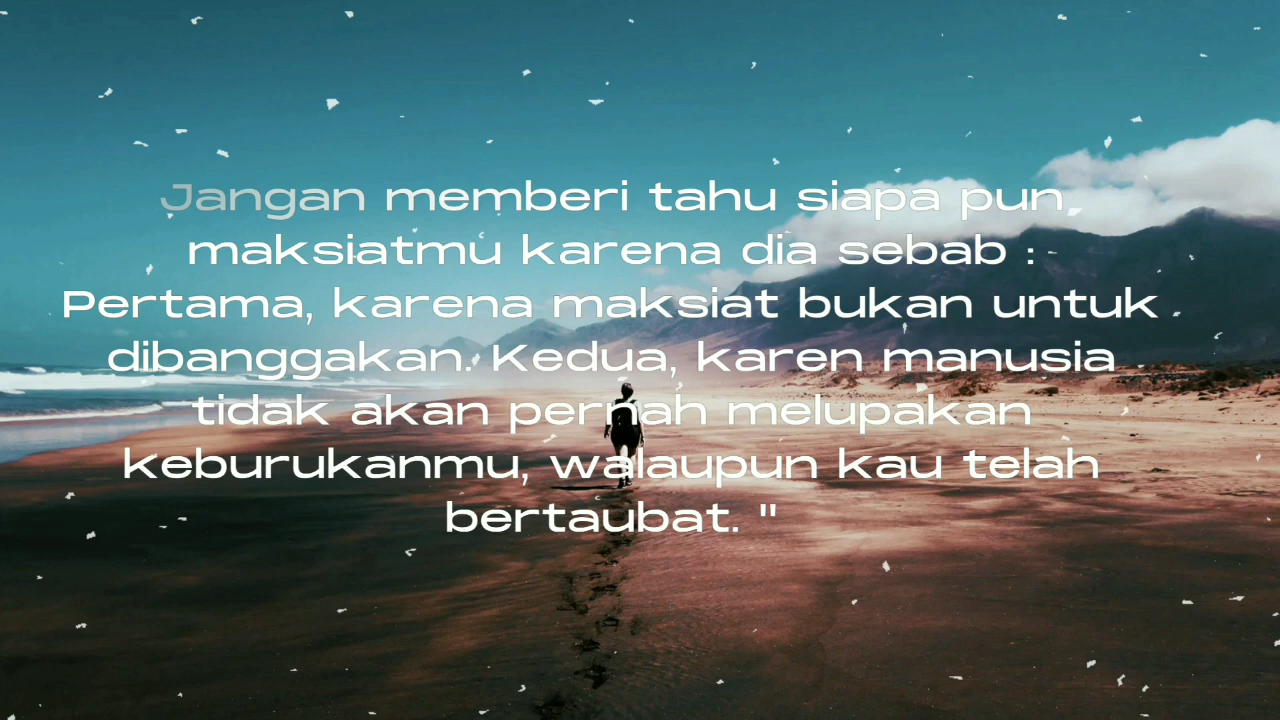 Jangan memberi tahu siapa pun
maksiatmu karena dia sebab :
Pertama, karena maksiat bukan untuk
dibanggakan. Kedua, karen manusia
tidak akan pernah melupakan
keburukanmu, walaupun kau telah
bertaubat. "